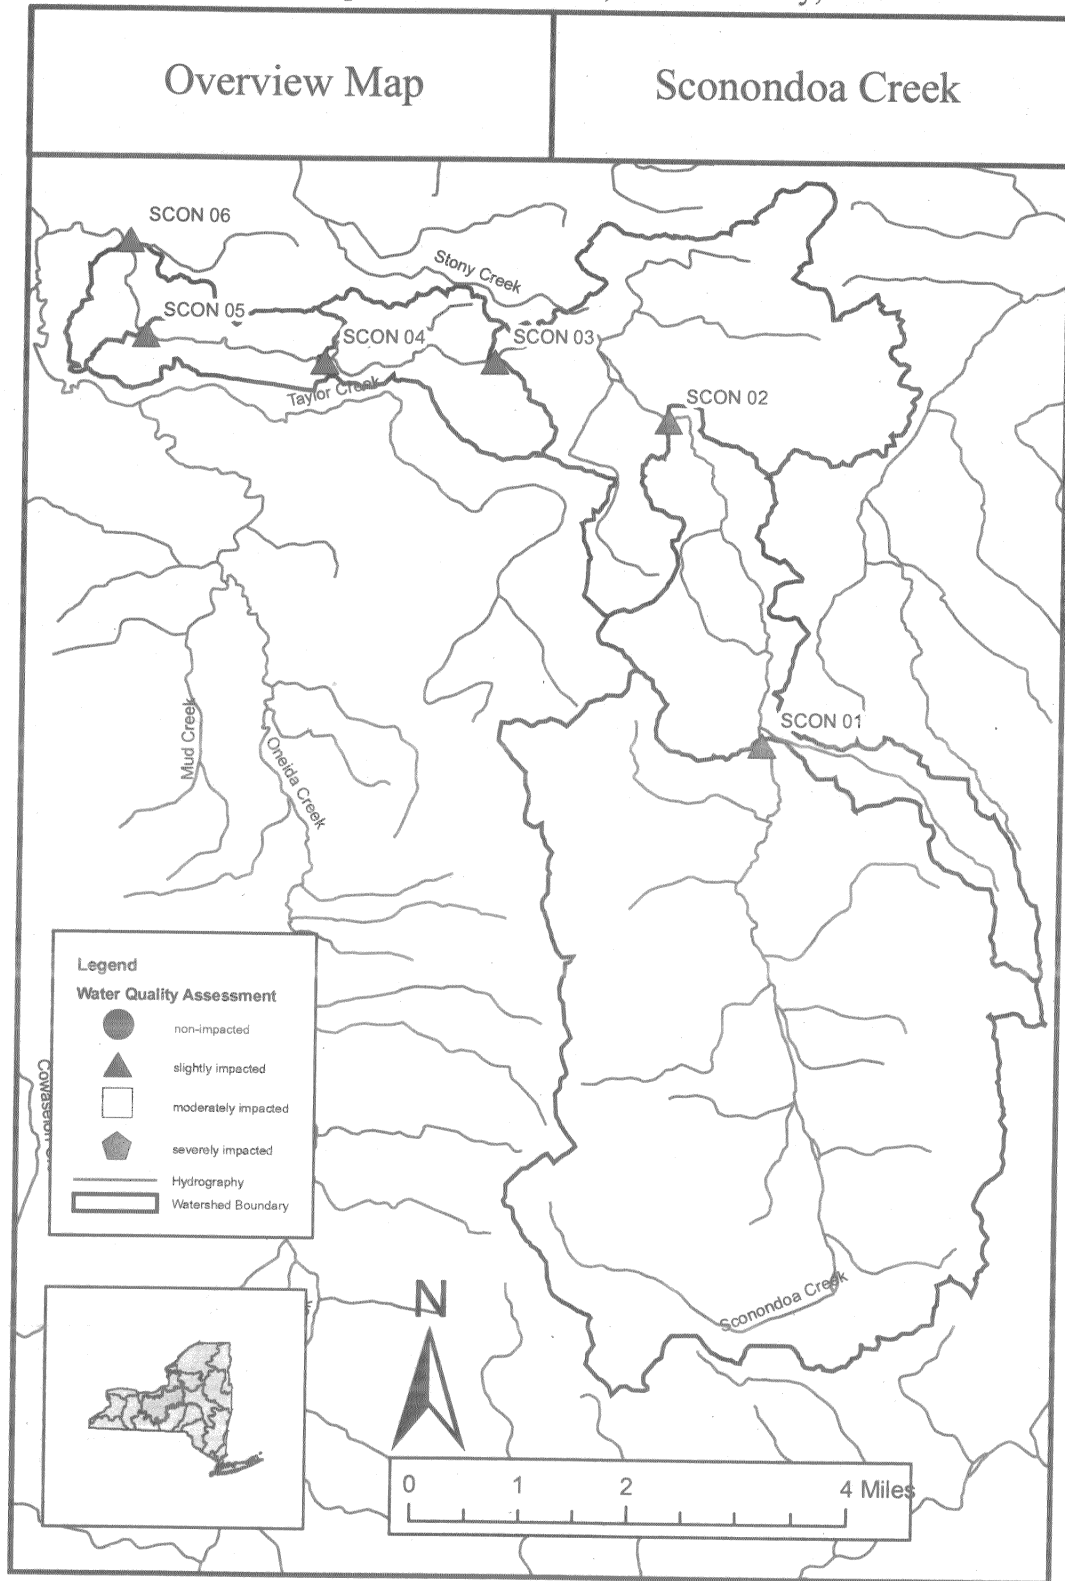 Overview Map
Sconondoa Creek
SCON 06
Stony Creek
SCON 05
SCON 04
SCON 03
Taylor Creek
SCON 02
SCON 01
Mud Creek
Oneida Creek
Legend
Water Quality Assessment
non-impacted
slightly impacted
moderately impacted
severely impacted
Hydrography
Watershed Boundary
Sconondoa Creek
N
0 1 2 4 Miles